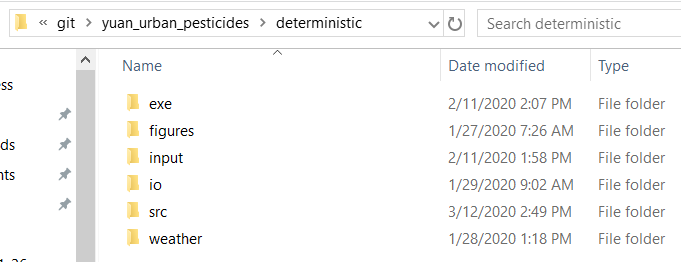 « git > yuan_urban_pesticides > deterministic
Search deterministic
Name Date modified Type
ess
exe 2/11/2020 2:07 PM File folder
figures 1/27/2020 7:26 AM File folder
ds
input 2/11/2020 1:58 PM File folder
nts
io 1/29/2020 9:02 AM File folder
src 3/12/2020 2:49 PM File folder
weather 1/28/2020 1:18 PM File folder